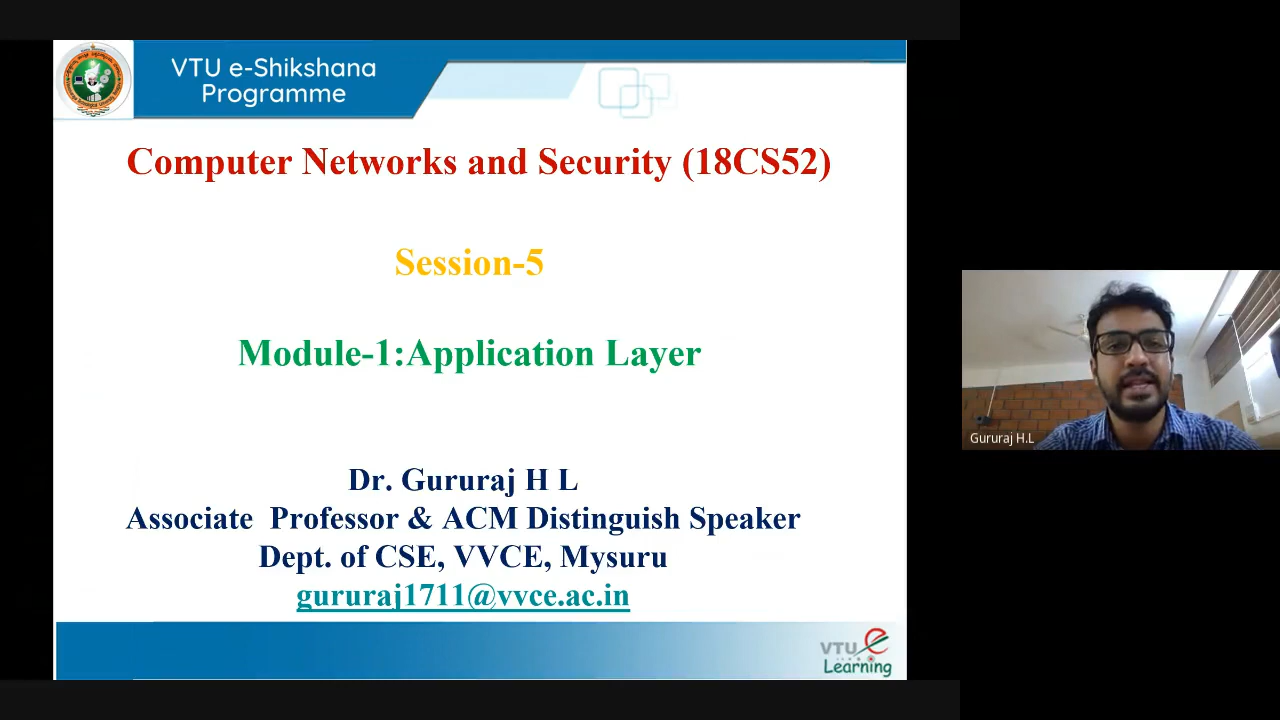 VTU e-Shikshana
Programme
Computer Networks and Security (18CS52)
Session-5
Module-1:Application Layer
Dr. Gururaj H L
Associate Professor & ACM Distinguish Speaker
Dept. of CSE, VVCE, Mysuru
gururaj1711@vvce.ac.in
VTU e
Learning
Gururaj H.L